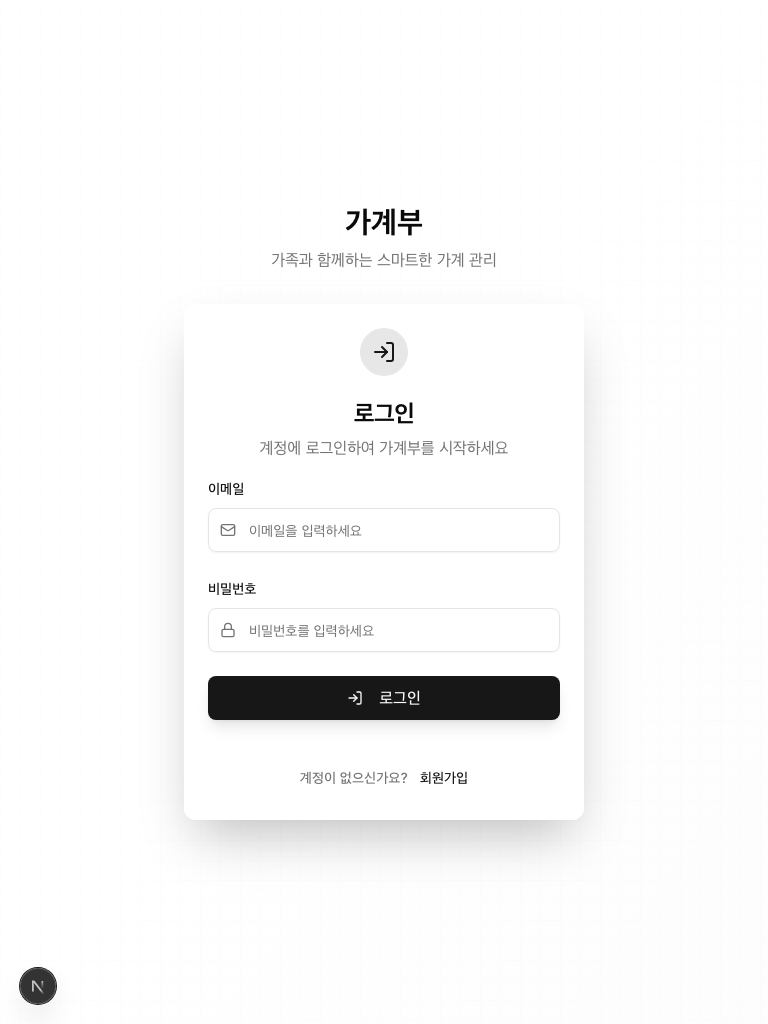 가계부
가족과 함께하는 스마트한 가계 관리
로그인
계정에 로그인하여 가계부를 시작하세요
이메일
이메일을 입력하세요
비밀번호
비밀번호를 입력하세요
로그인
계정이 없으신가요? 회원가입
N